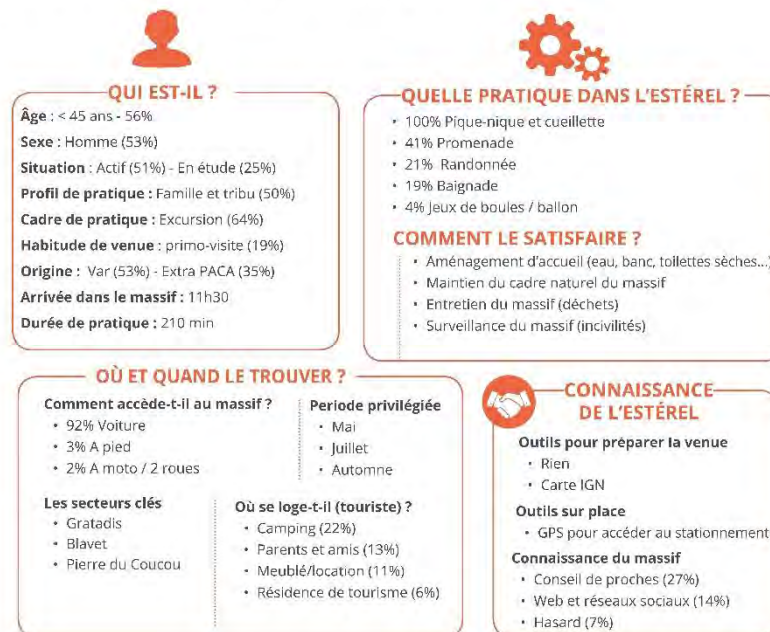 QUI EST-IL ?
Âge : < 45 ans - 56%
Sexe : Homme (53%)
Situation : Actif (51%) - En étude (25%)
Profil de pratique : Famille et tribu (50%)
Cadre de pratique : Excursion (64%)
Habitude de venue : primo-visite (19%)
Origine : Var (53%) - Extra PACA (35%)
Arrivée dans le massif : 11h30
Durée de pratique : 210 min
QUELLE PRATIQUE DANS L'ESTÉREL ?
• 100% Pique-nique et cueillette
• 41% Promenade
• 21% Randonnée
• 19% Baignade
• 4% Jeux de boules / ballon
COMMENT LE SATISFAIRE ?
• Aménagement d'accueil (eau, banc, toilettes sèches...)
• Maintien du cadre naturel du massif
• Entretien du massif (déchets)
• Surveillance du massif (incivilités)
OÙ ET QUAND LE TROUVER ?
Comment accède-t-il au massif ?
• 92% Voiture
• 3% A pied
• 2% A moto / 2 roues
Periode privilégiée
• Mai
• Juillet
• Automne
Les secteurs clés
• Gratadis
• Blavet
• Pierre du Coucou
Où se loge-t-il (touriste) ?
• Camping (22%)
• Parents et amis (13%)
• Meublé/location (11%)
• Résidence de tourisme (6%)
CONNAISSANCE
DE L'ESTÉREL
Outils pour préparer la venue
• Rien
• Carte IGN
Outils sur place
• GPS pour accéder au stationnement
Connaissance du massif
• Conseil de proches (27%)
• Web et réseaux sociaux (14%)
• Hasard (7%)